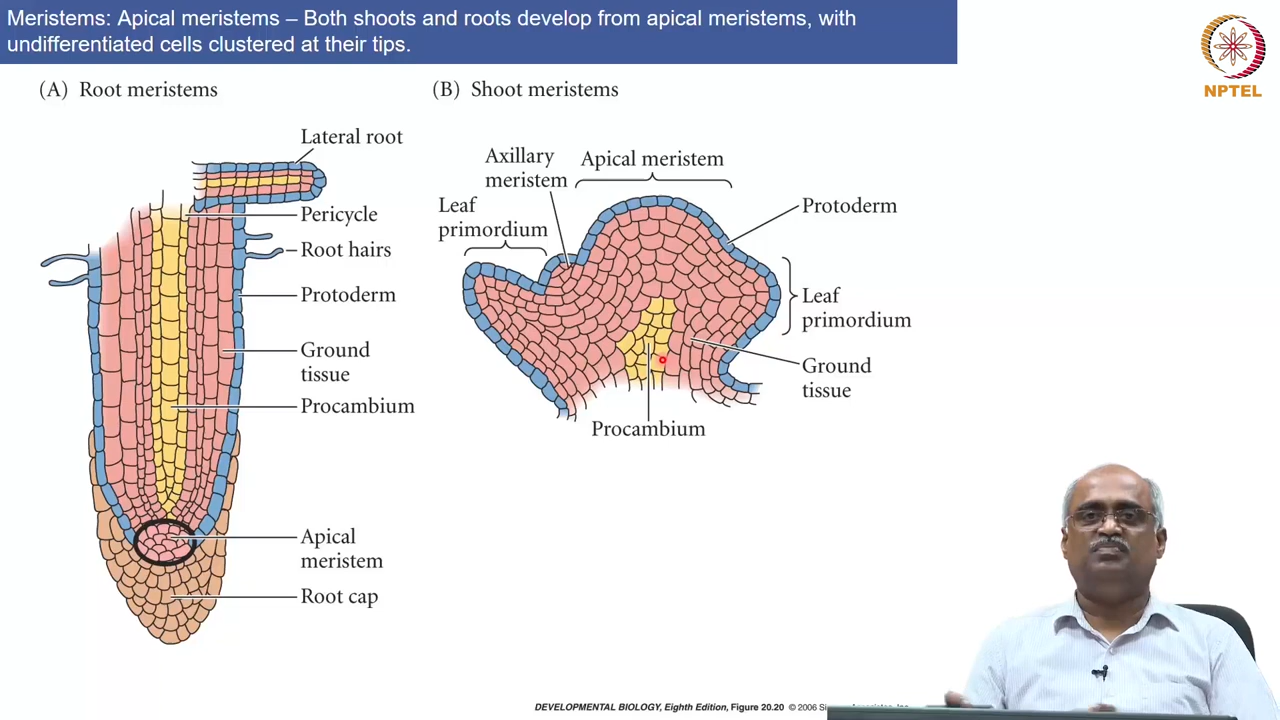 Meristems: Apical meristems – Both shoots and roots develop from apical meristems, with
undifferentiated cells clustered at their tips.
NPTEL
(A) Root meristems
Lateral root
Pericycle
Root hairs
Protoderm
Ground
tissue
Procambium
Apical
meristem
Root cap
(B) Shoot meristems
Axillary
meristem
Apical meristem
Leaf
primordium
Protoderm
Leaf
primordium
Ground
tissue
Procambium
DEVELOPMENTAL BIOLOGY, Eighth Edition, Figure 20.20 © 2006